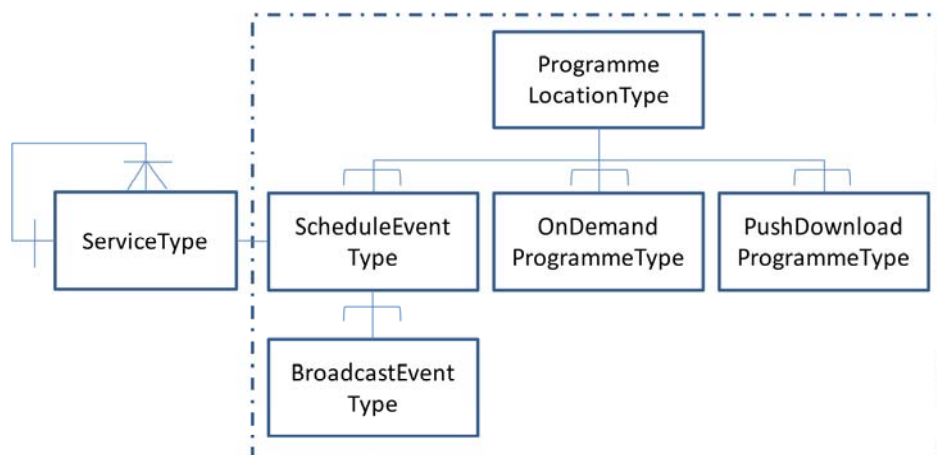 Programme
LocationType
ServiceType
ScheduleEvent
Type
OnDemand
ProgrammeType
PushDownload
ProgrammeType
BroadcastEvent
Type